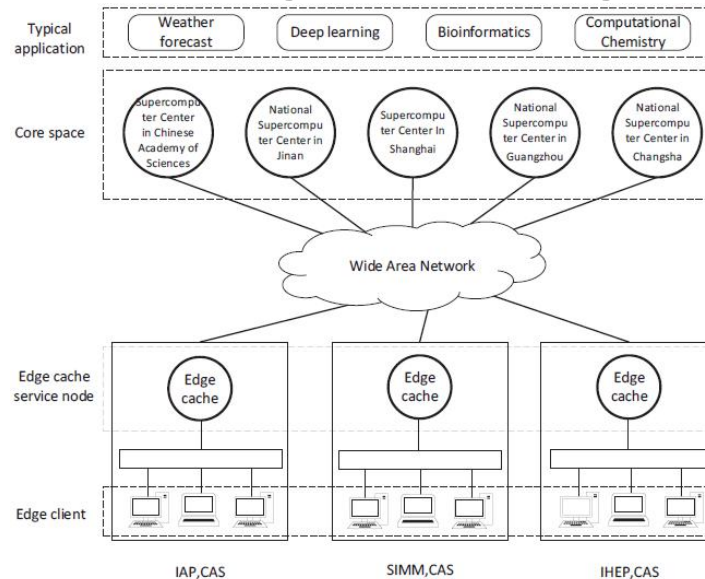 Typical
application
Weather
forecast
Deep learning
Bioinformatics
Computational
Chemistry
Core space
Supercompu
ter Center
in Chinese
Academy of
Sciences
National
Supercompu
ter Center in
Jinan
Supercompu
ter Center In
Shanghai
National
Supercompu
ter Center in
Guangzhou
National
Supercompu
ter Center in
Changsha
Wide Area Network
Edge cache
service node
Edge
cache
Edge
cache
Edge
cache
Edge client
IAP,CAS
SIMM,CAS
IHEP,CAS